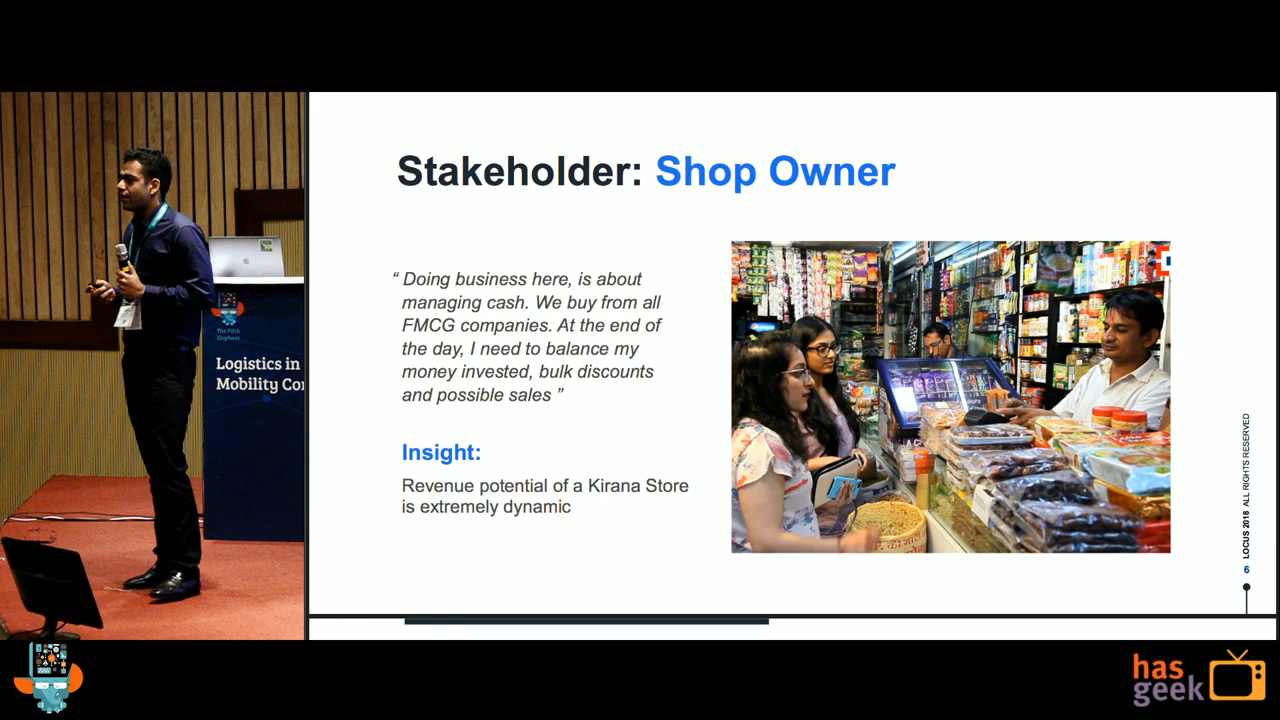 The Fifth
Elephant
Logistics in
Mobility Co
Stakeholder: Shop Owner
“ Doing business here, is about
managing cash. We buy from all
FMCG companies. At the end of
the day, I need to balance my
money invested, bulk discounts
and possible sales ”
Insight:
Revenue potential of a Kirana Store
is extremely dynamic
LOCUS 2018 ALL RIGHTS RESERVED
6
has
geek